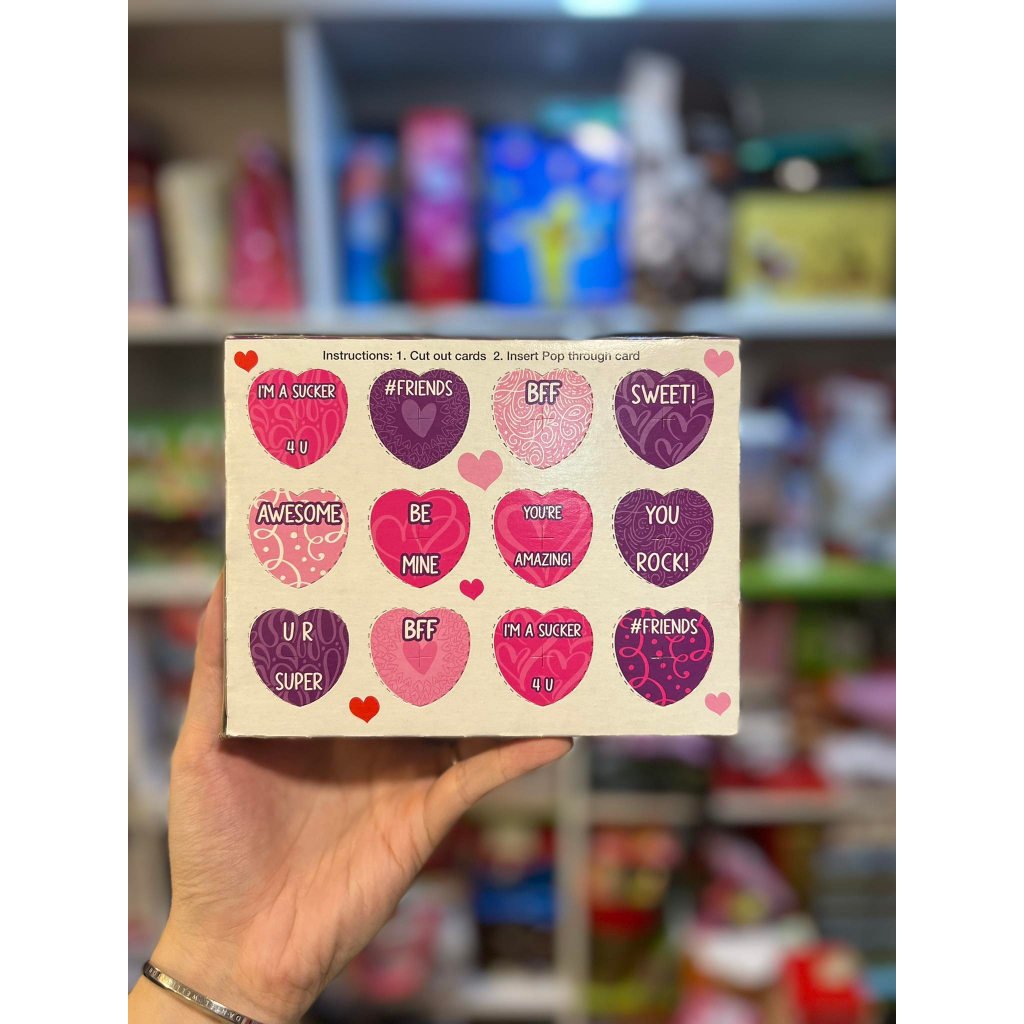 Instructions: 1. Cut out cards 2. Insert Pop through card
I'M A SUCKER
4 U
#FRIENDS
BFF
SWEET!
AWESOME
BE
MINE
YOU'RE
AMAZING!
YOU
ROCK!
U R
SUPER
BFF
I'M A SUCKER
4 U
#FRIENDS